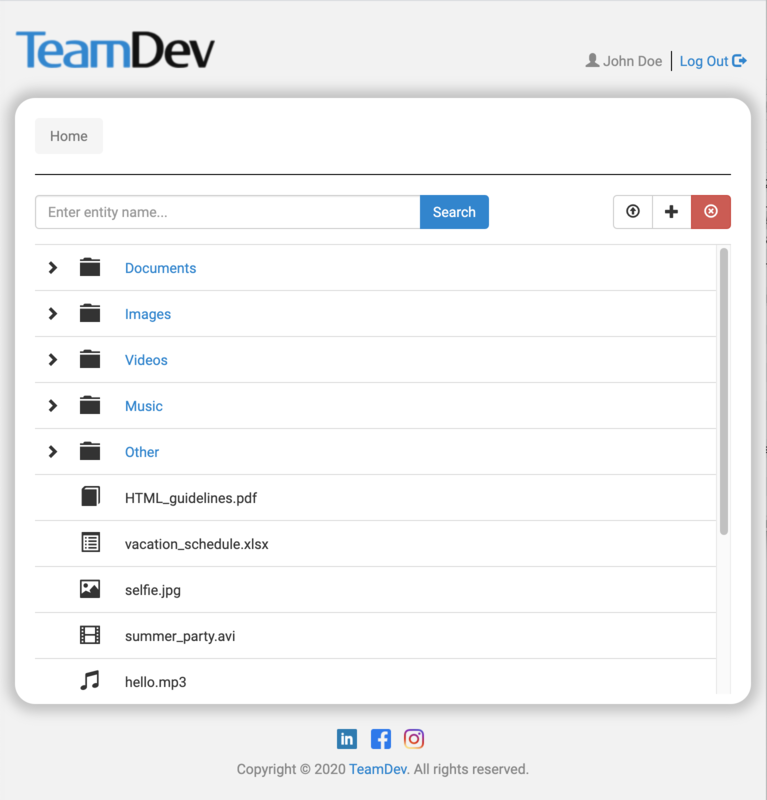 TeamDev
John Doe
Log Out
Home
Enter entity name...
Search
Documents
Images
Videos
Music
Other
HTML_guidelines.pdf
vacation_schedule.xlsx
selfie.jpg
summer_party.avi
hello.mp3
in
Copyright © 2020 TeamDev. All rights reserved.